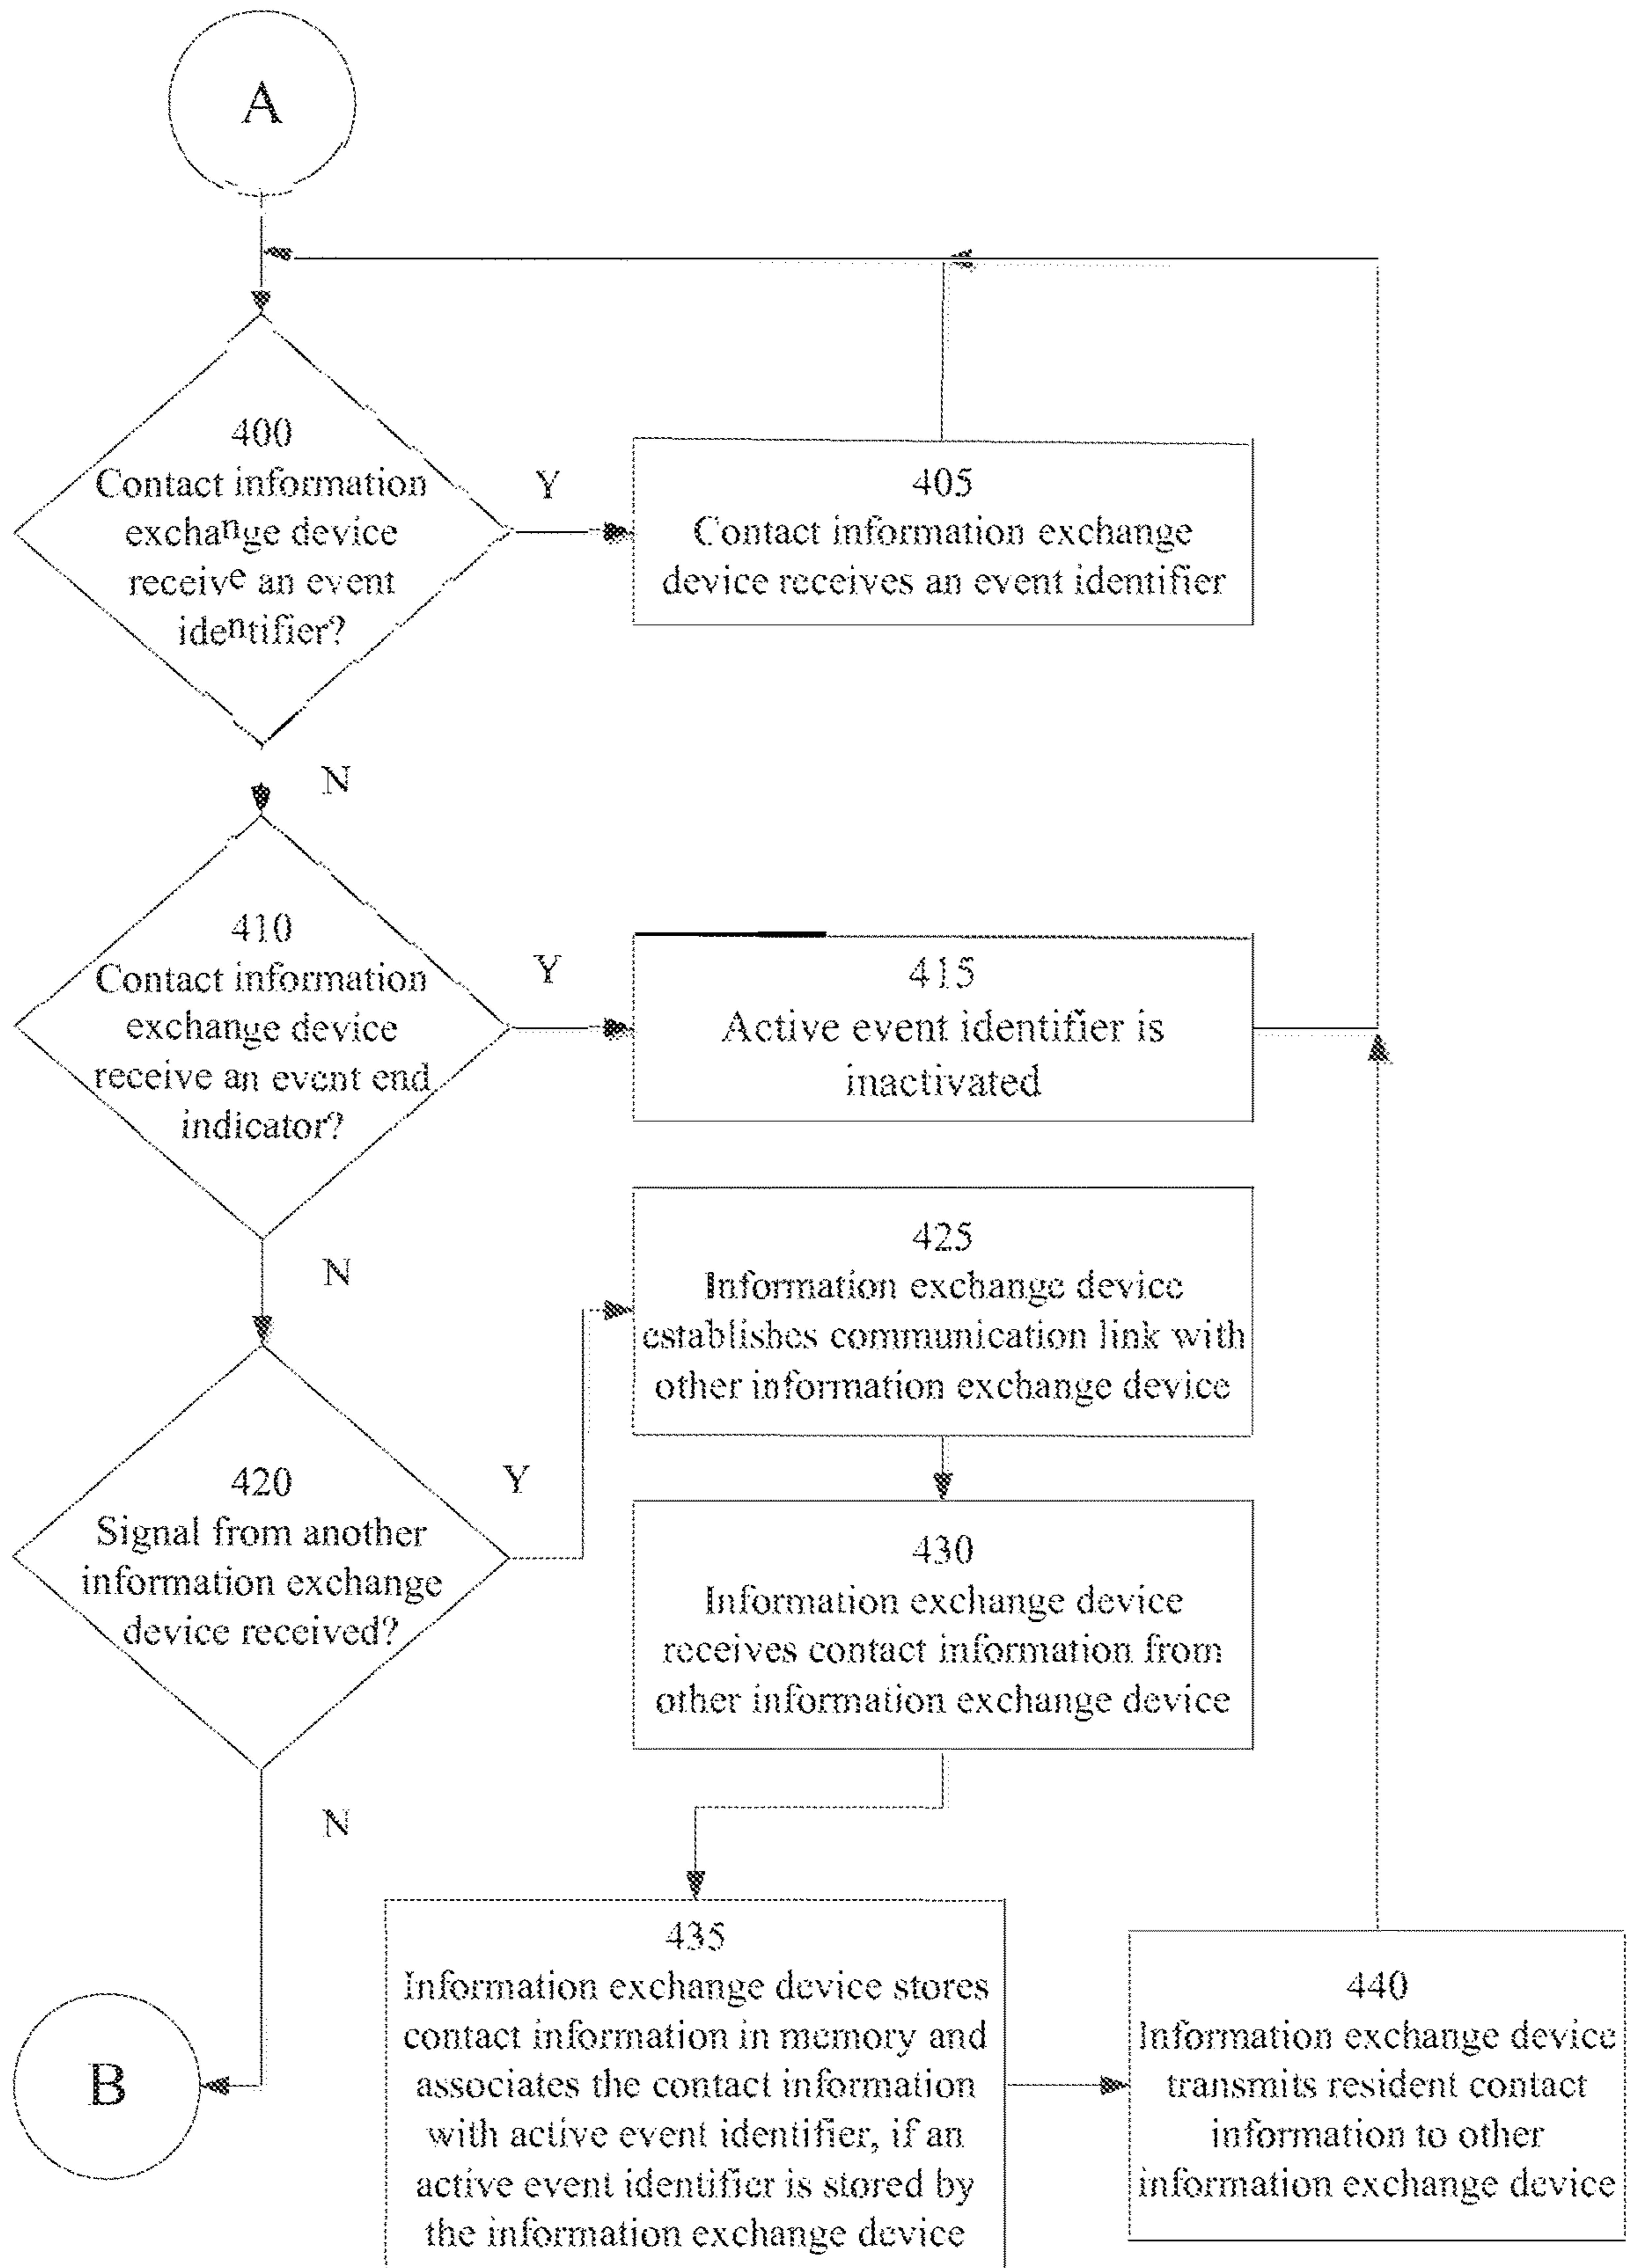 A
400
Contact information
exchange device
receive an event
identifier?
Y
405
Contact information exchange
device receives an event identifier
N
410
Contact information
exchange device
receive an event end
indicator?
Y
415
Active event identifier is
inactivated
N
420
Signal from another
information exchange
device received?
Y
425
Information exchange device
establishes communication link with
other information exchange device
430
Information exchange device
receives contact information from
other information exchange device
N
B
435
Information exchange device stores
contact information in memory and
associates the contact information
with active event identifier, if an
active event identifier is stored by
the information exchange device
440
Information exchange device
transmits resident contact
information to other
information exchange device